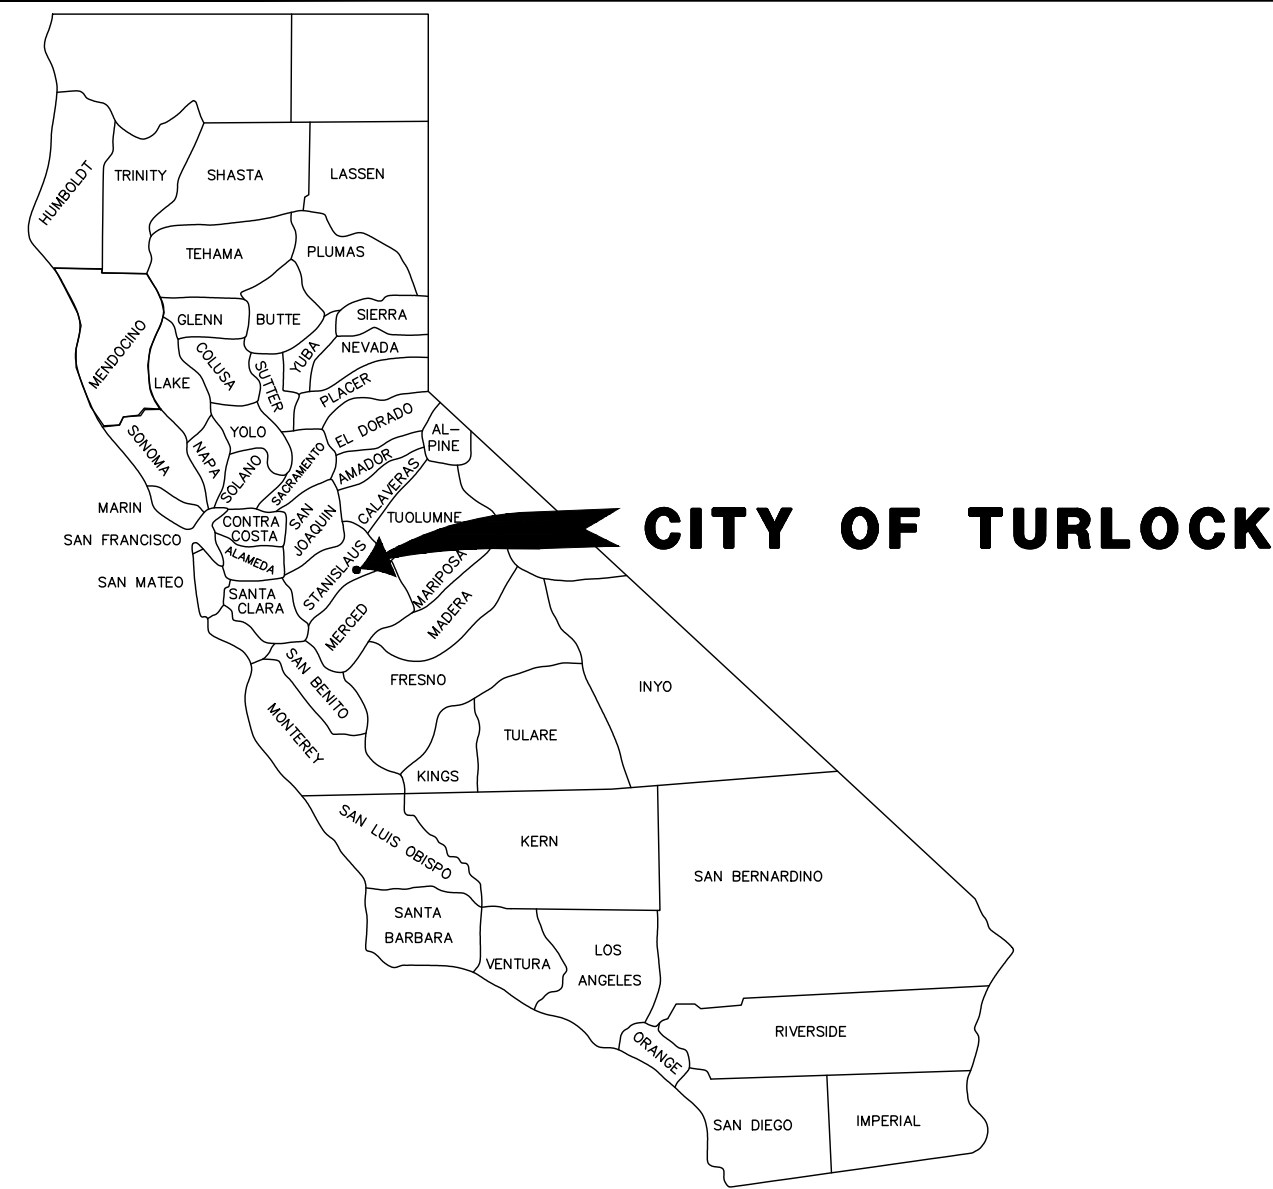 HUMBOLDT
TRINITY
SHASTA
LASSEN
TEHAMA
PLUMAS
MENDOCINO
GLENN
BUTTE
SIERRA
LAKE
COLUSA
SUTTER
YUBA
NEVADA
PLACER
SONOMA
NAPA
YOLO
EL DORADO
AL-
PINE
SOLANO
SACRAMENTO
AMADOR
CALAVERAS
MARIN
CONTRA
COSTA
SAN
JOAQUIN
TUOLUMNE
CITY OF TURLOCK
SAN FRANCISCO
ALAMEDA
STANISLAUS
MARIPOSA
SAN MATEO
SANTA
CLARA
MERCED
MADERA
SAN BENITO
FRESNO
INYO
MONTEREY
TULARE
KINGS
SAN LUIS OBISPO
KERN
SAN BERNARDINO
SANTA
BARBARA
VENTURA
LOS
ANGELES
ORANGE
RIVERSIDE
SAN DIEGO
IMPERIAL